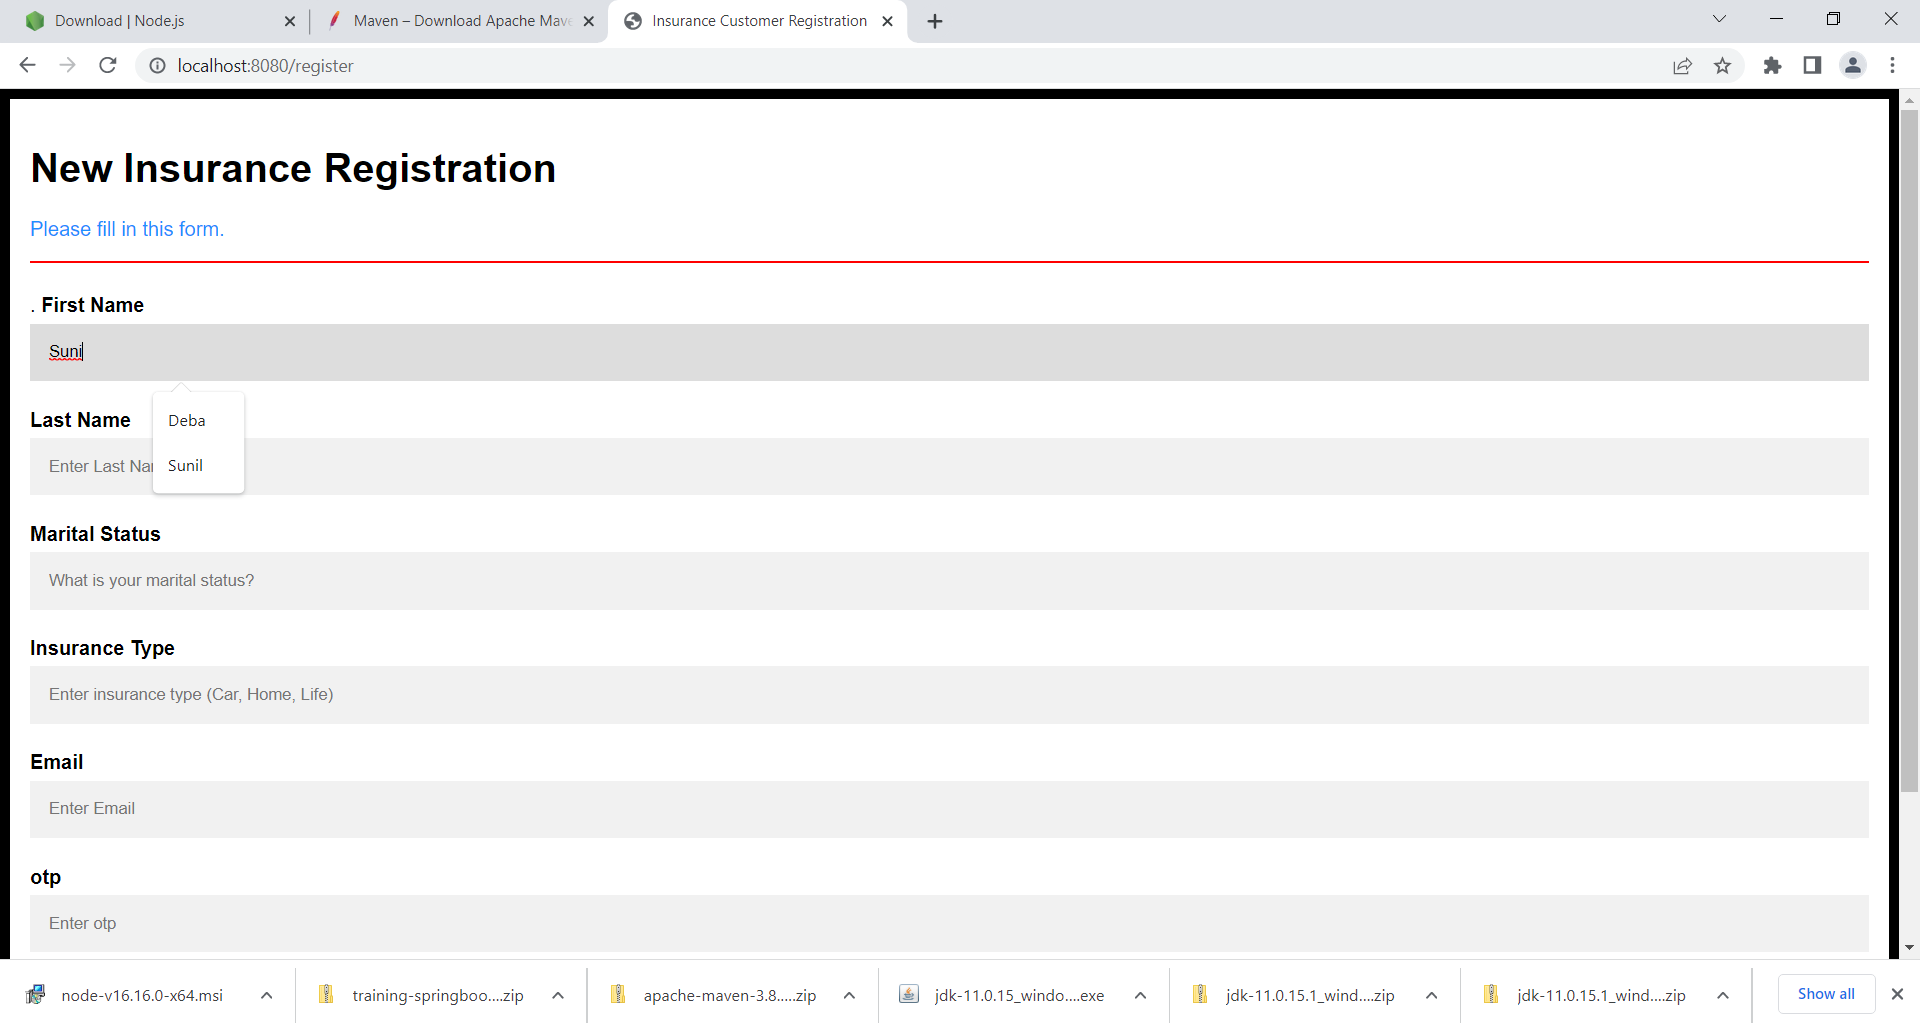 Download | Node.js
Maven – Download Apache Mave
Insurance Customer Registration
localhost:8080/register
New Insurance Registration
Please fill in this form.
. First Name
Suni
Deba
Sunil
Last Name
Enter Last Nam
Marital Status
What is your marital status?
Insurance Type
Enter insurance type (Car, Home, Life)
Email
Enter Email
otp
Enter otp
node-v16.16.0-x64.msi
training-springboo....zip
apache-maven-3.8.....zip
jdk-11.0.15_windo....exe
jdk-11.0.15.1_wind....zip
jdk-11.0.15.1_wind....zip
Show all